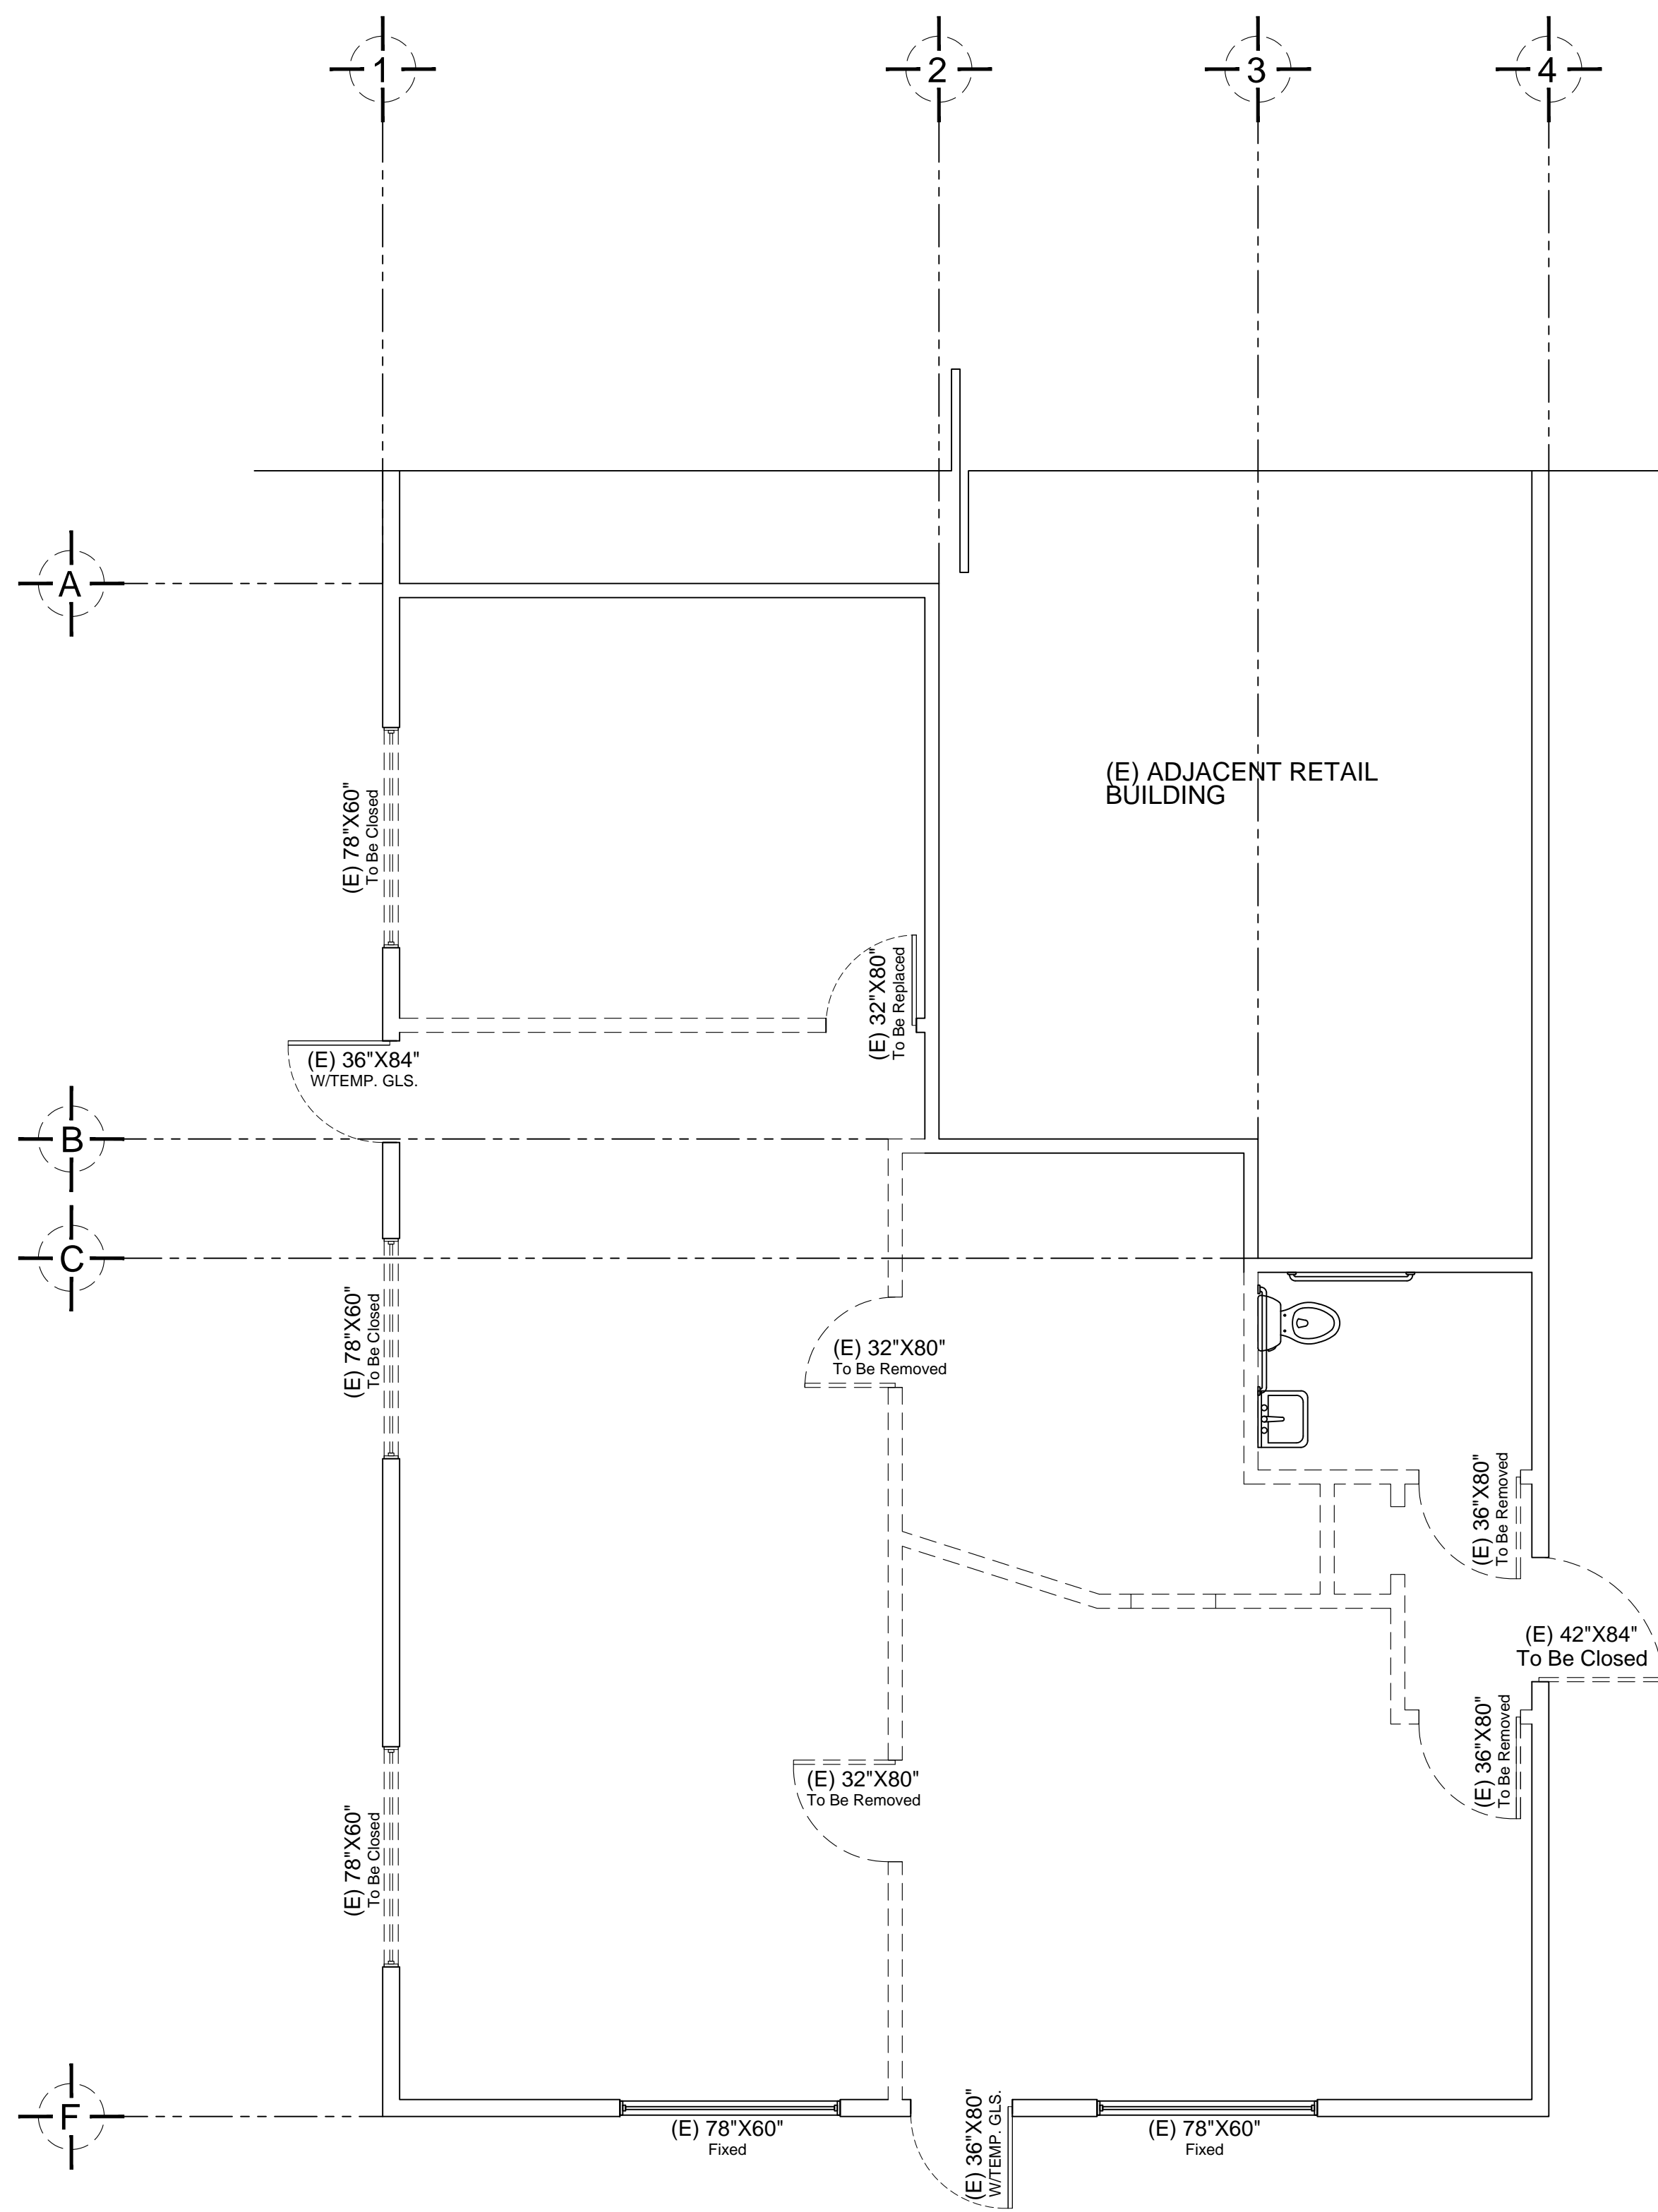 1
2
3
4
A
(E) ADJACENT RETAIL
BUILDING
(E) 78"X60"
To Be Closed
(E) 32"X80"
To Be Replaced
(E) 36"X84"
W/TEMP. GLS.
B
C
(E) 78"X60"
To Be Closed
(E) 32"X80"
To Be Removed
(E) 36"X80"
To Be Removed
(E) 42"X84"
To Be Closed
(E) 36"X80"
To Be Removed
(E) 32"X80"
To Be Removed
(E) 78"X60"
To Be Closed
F
(E) 78"X60"
Fixed
(E) 36"X80"
W/TEMP. GLS.
(E) 78"X60"
Fixed